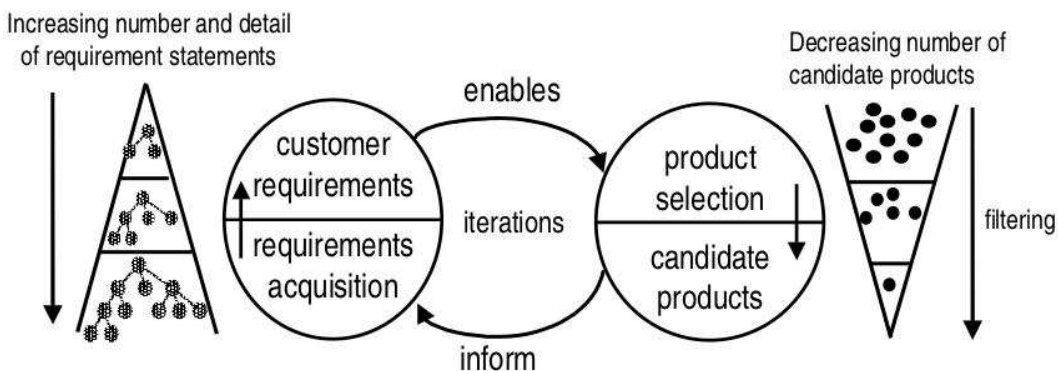 Increasing number and detail
of requirement statements
enables
Decreasing number of
candidate products
customer
requirements
requirements
acquisition
iterations
product
selection
candidate
products
filtering
inform